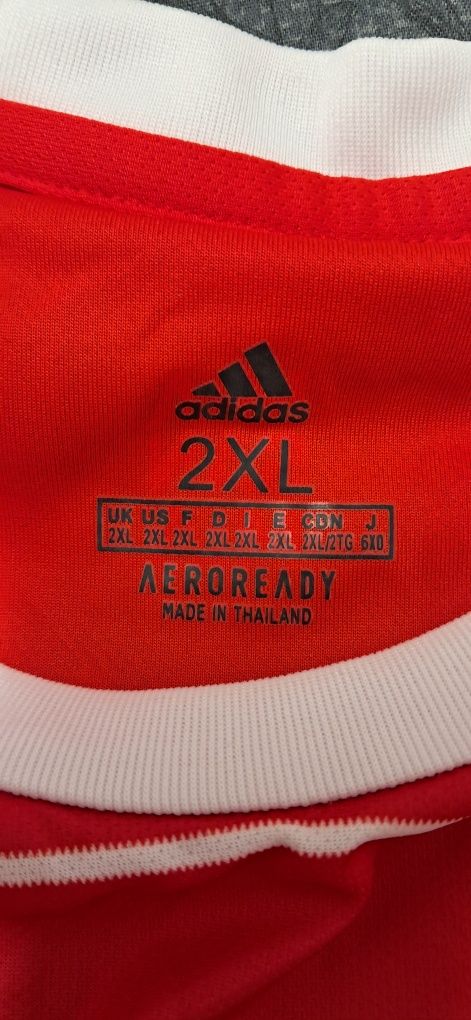 adidas
2XL
UK US F D I E CDN J
2XL 2XL 2XL 2XL 2XL 2XL 2XL/2TG 6XO
AEROREADY
MADE IN THAILAND